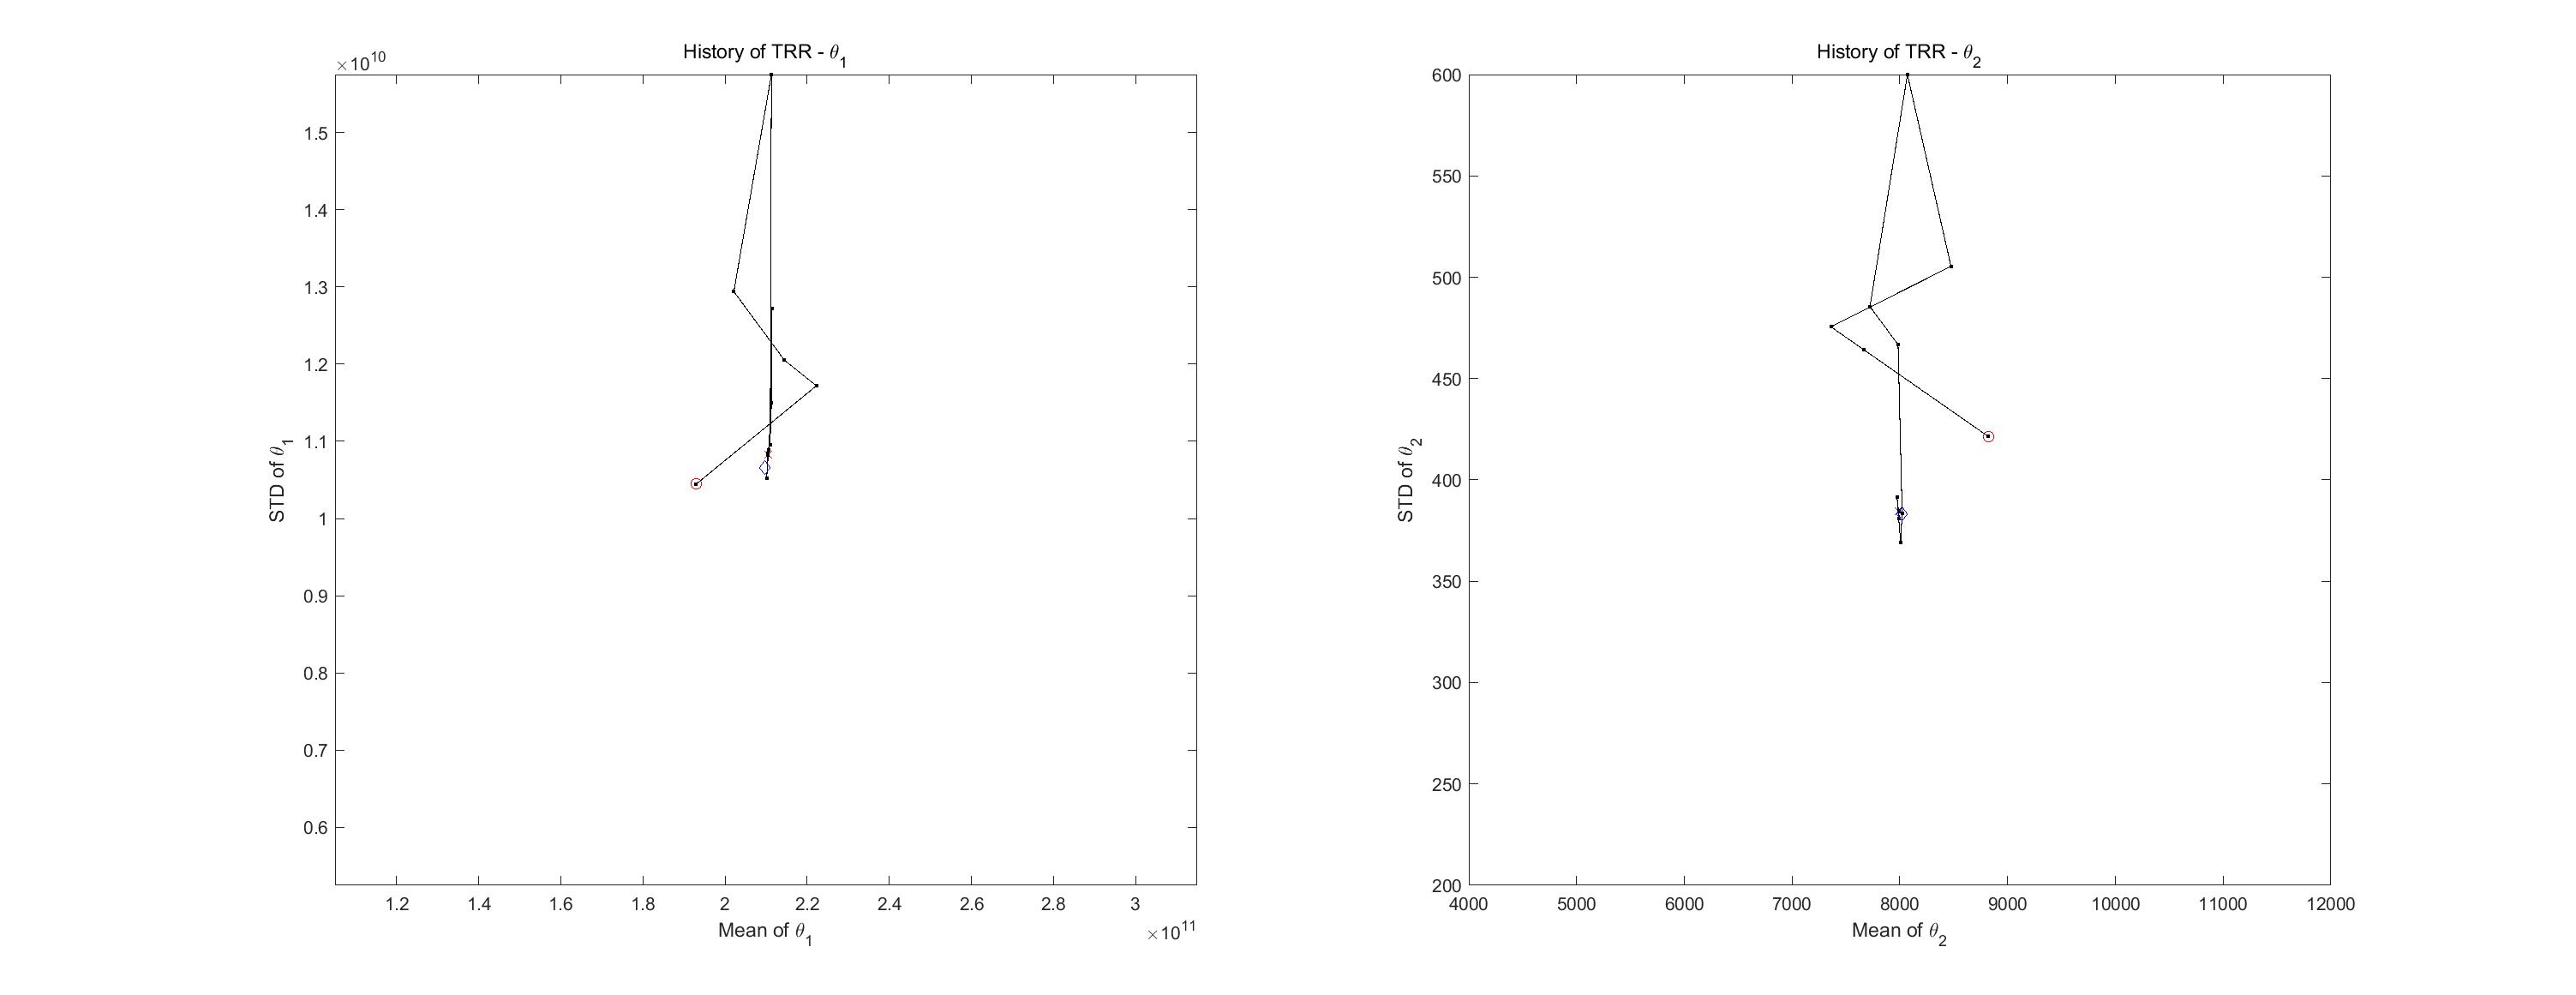 History of TRR - θ1
×10^10
1.5
1.4
1.3
1.2
1.1
1
0.9
0.8
0.7
0.6
STD of θ1
1.2 1.4 1.6 1.8 2 2.2 2.4 2.6 2.8 3
Mean of θ1
×10^11
History of TRR - θ2
600
550
500
450
400
350
300
250
200
STD of θ2
4000 5000 6000 7000 8000 9000 10000 11000 12000
Mean of θ2